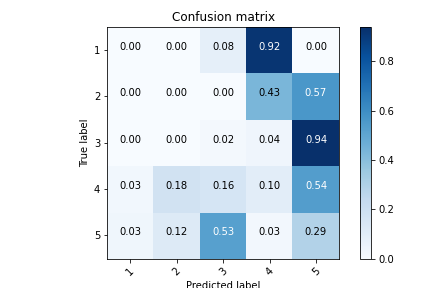 Confusion matrix
1 0.00 0.00 0.08 0.92 0.00
2 0.00 0.00 0.00 0.43 0.57
3 0.00 0.00 0.02 0.04 0.94
4 0.03 0.18 0.16 0.10 0.54
5 0.03 0.12 0.53 0.03 0.29
1 2 3 4 5
True label
Predicted label
0.8
0.6
0.4
0.2
0.0